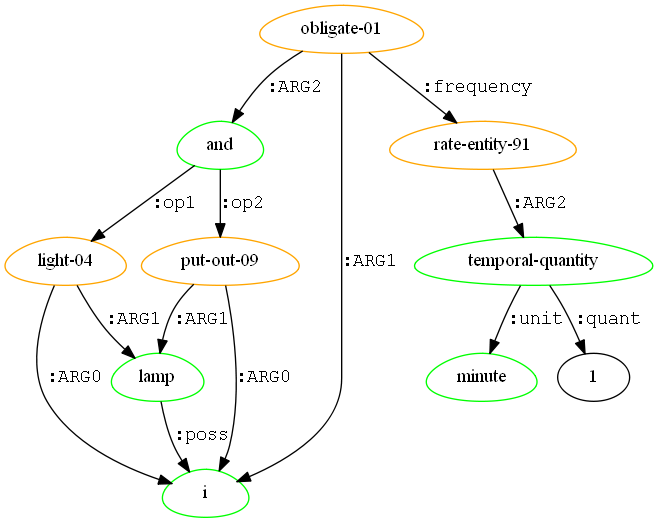 obligate-01
:ARG2 :frequency
and rate-entity-91
:op1 :op2 :ARG2
light-04 put-out-09 :ARG1 temporal-quantity
:ARG1 :ARG1 :unit :quant
:ARG0 lamp :ARG0 minute 1
:poss
i